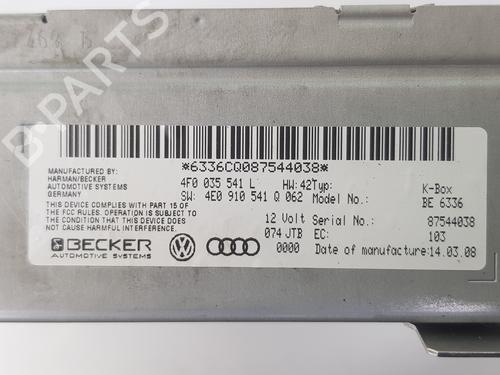 B-PARTS
*6336CQ087544038*
MANUFACTURED BY:
HARMAN/BECKER
AUTOMOTIVE SYSTEMS
GERMANY
4F0 035 541 L HW:42Typ: K-Box
SW: 4E0 910 541 Q 062 Model No.: BE 6336
THIS DEVICE COMPLIES WITH PART 15 OF
THE FCC RULES. OPERATION IS SUBJECT
TO THE CONDITION THAT THIS DEVICE
DOES NOT CAUSE HARMFUL INTERFERENCE.
12 Volt Serial No.: 87544038
074 JTB EC: 103
0000 Date of manufacture: 14.03.08
BECKER
AUTOMOTIVE SYSTEMS